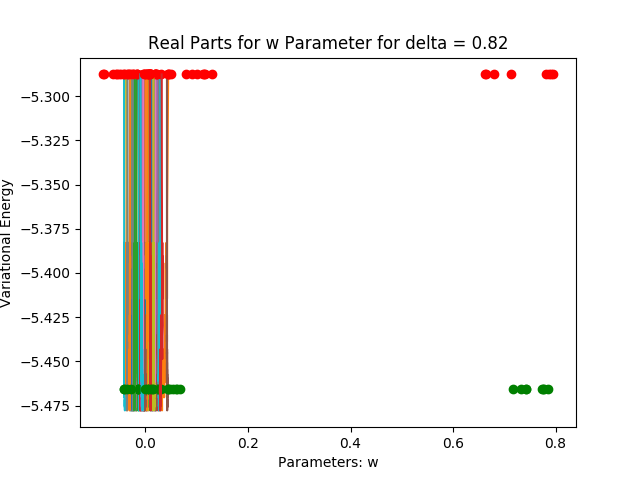 Real Parts for w Parameter for delta = 0.82
−5.300
−5.325
−5.350
−5.375
−5.400
−5.425
−5.450
−5.475
Variational Energy
0.0 0.2 0.4 0.6 0.8
Parameters: w